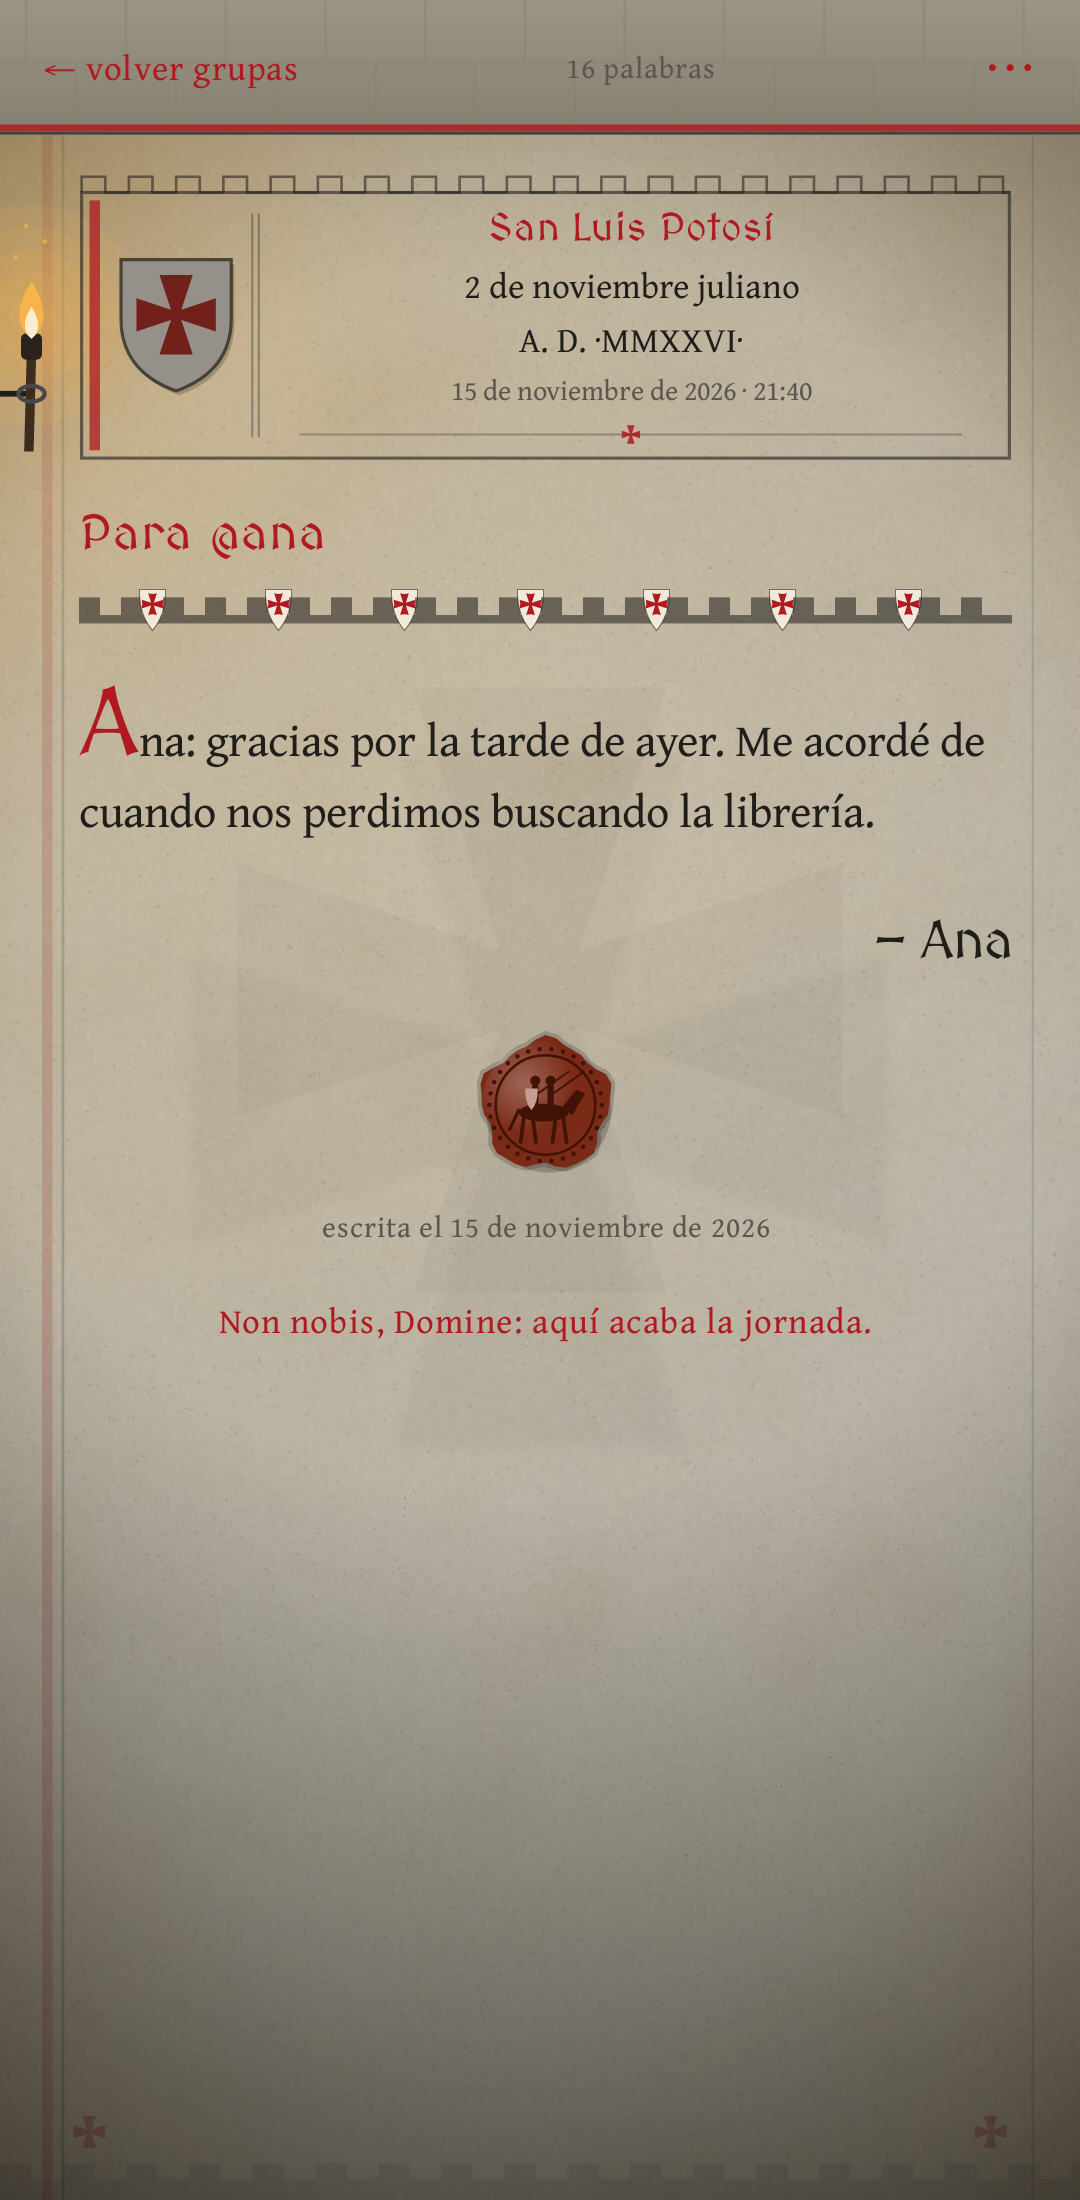 ← volver grupas
16 palabras
...
San Luis Potosí
2 de noviembre juliano
A. D. ·MMXXVI·
15 de noviembre de 2026 · 21:40
Para gana
Ana: gracias por la tarde de ayer. Me acordé de
cuando nos perdimos buscando la librería.
– Ana
escrita el 15 de noviembre de 2026
Non nobis, Domine: aquí acaba la jornada.